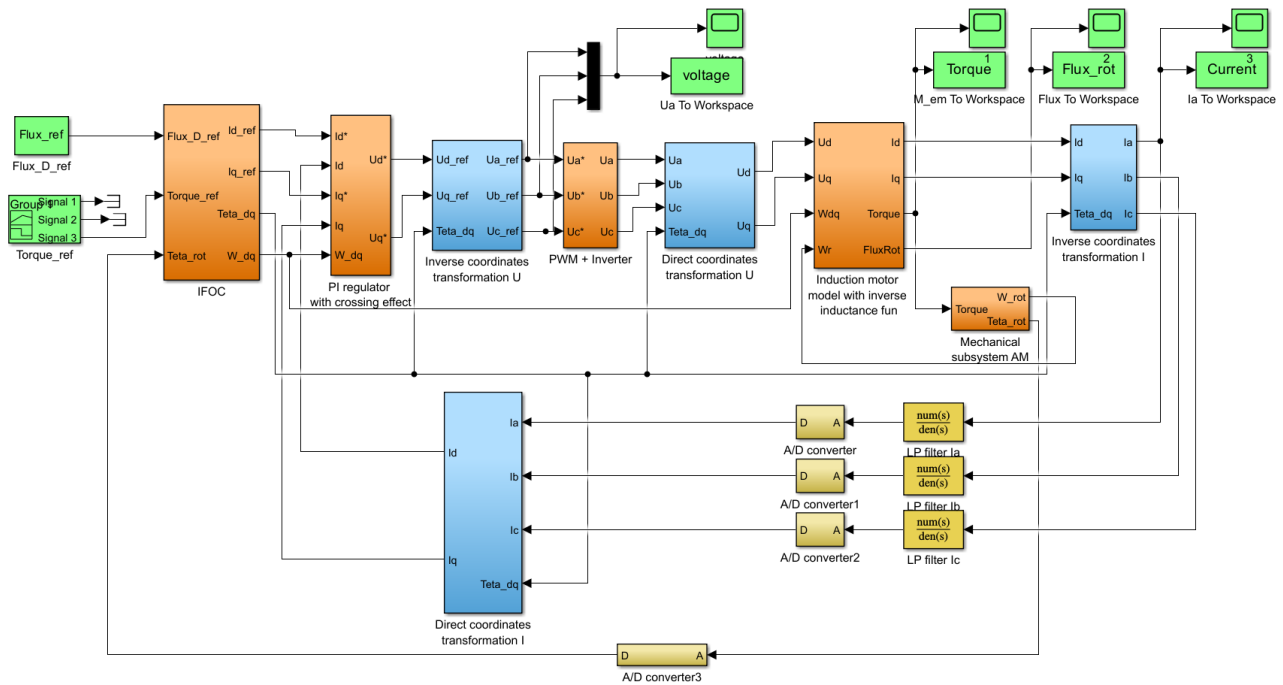 voltage
voltage
Ua To Workspace
1
Torque
M_em To Workspace
2
Flux_rot
Flux To Workspace
3
Current
Ia To Workspace
Flux_ref
Flux_D_ref
Group 1
Signal 1
Signal 2
Signal 3
Torque_ref
Flux_D_ref
Torque_ref
Teta_rot
Id_ref
Iq_ref
Teta_dq
W_dq
IFOC
Id*
Id
Iq*
Iq
W_dq
Ud*
Uq*
PI regulator
with crossing effect
Ud_ref
Uq_ref
Teta_dq
Ua_ref
Ub_ref
Uc_ref
Inverse coordinates
transformation U
Ua*
Ub*
Uc*
Ua
Ub
Uc
PWM + Inverter
Ua
Ub
Uc
Teta_dq
Ud
Uq
Direct coordinates
transformation U
Ud
Uq
Wdq
Wr
Id
Iq
Torque
FluxRot
Induction motor
model with inverse
inductance fun
Id
Iq
Teta_dq
Ia
Ib
Ic
Inverse coordinates
transformation I
Torque
W_rot
Teta_rot
Mechanical
subsystem AM
Id
Iq
Ia
Ib
Ic
Teta_dq
Direct coordinates
transformation I
D A
A/D converter
num(s)
den(s)
LP filter Ia
D A
A/D converter1
num(s)
den(s)
LP filter Ib
D A
A/D converter2
num(s)
den(s)
LP filter Ic
D A
A/D converter3